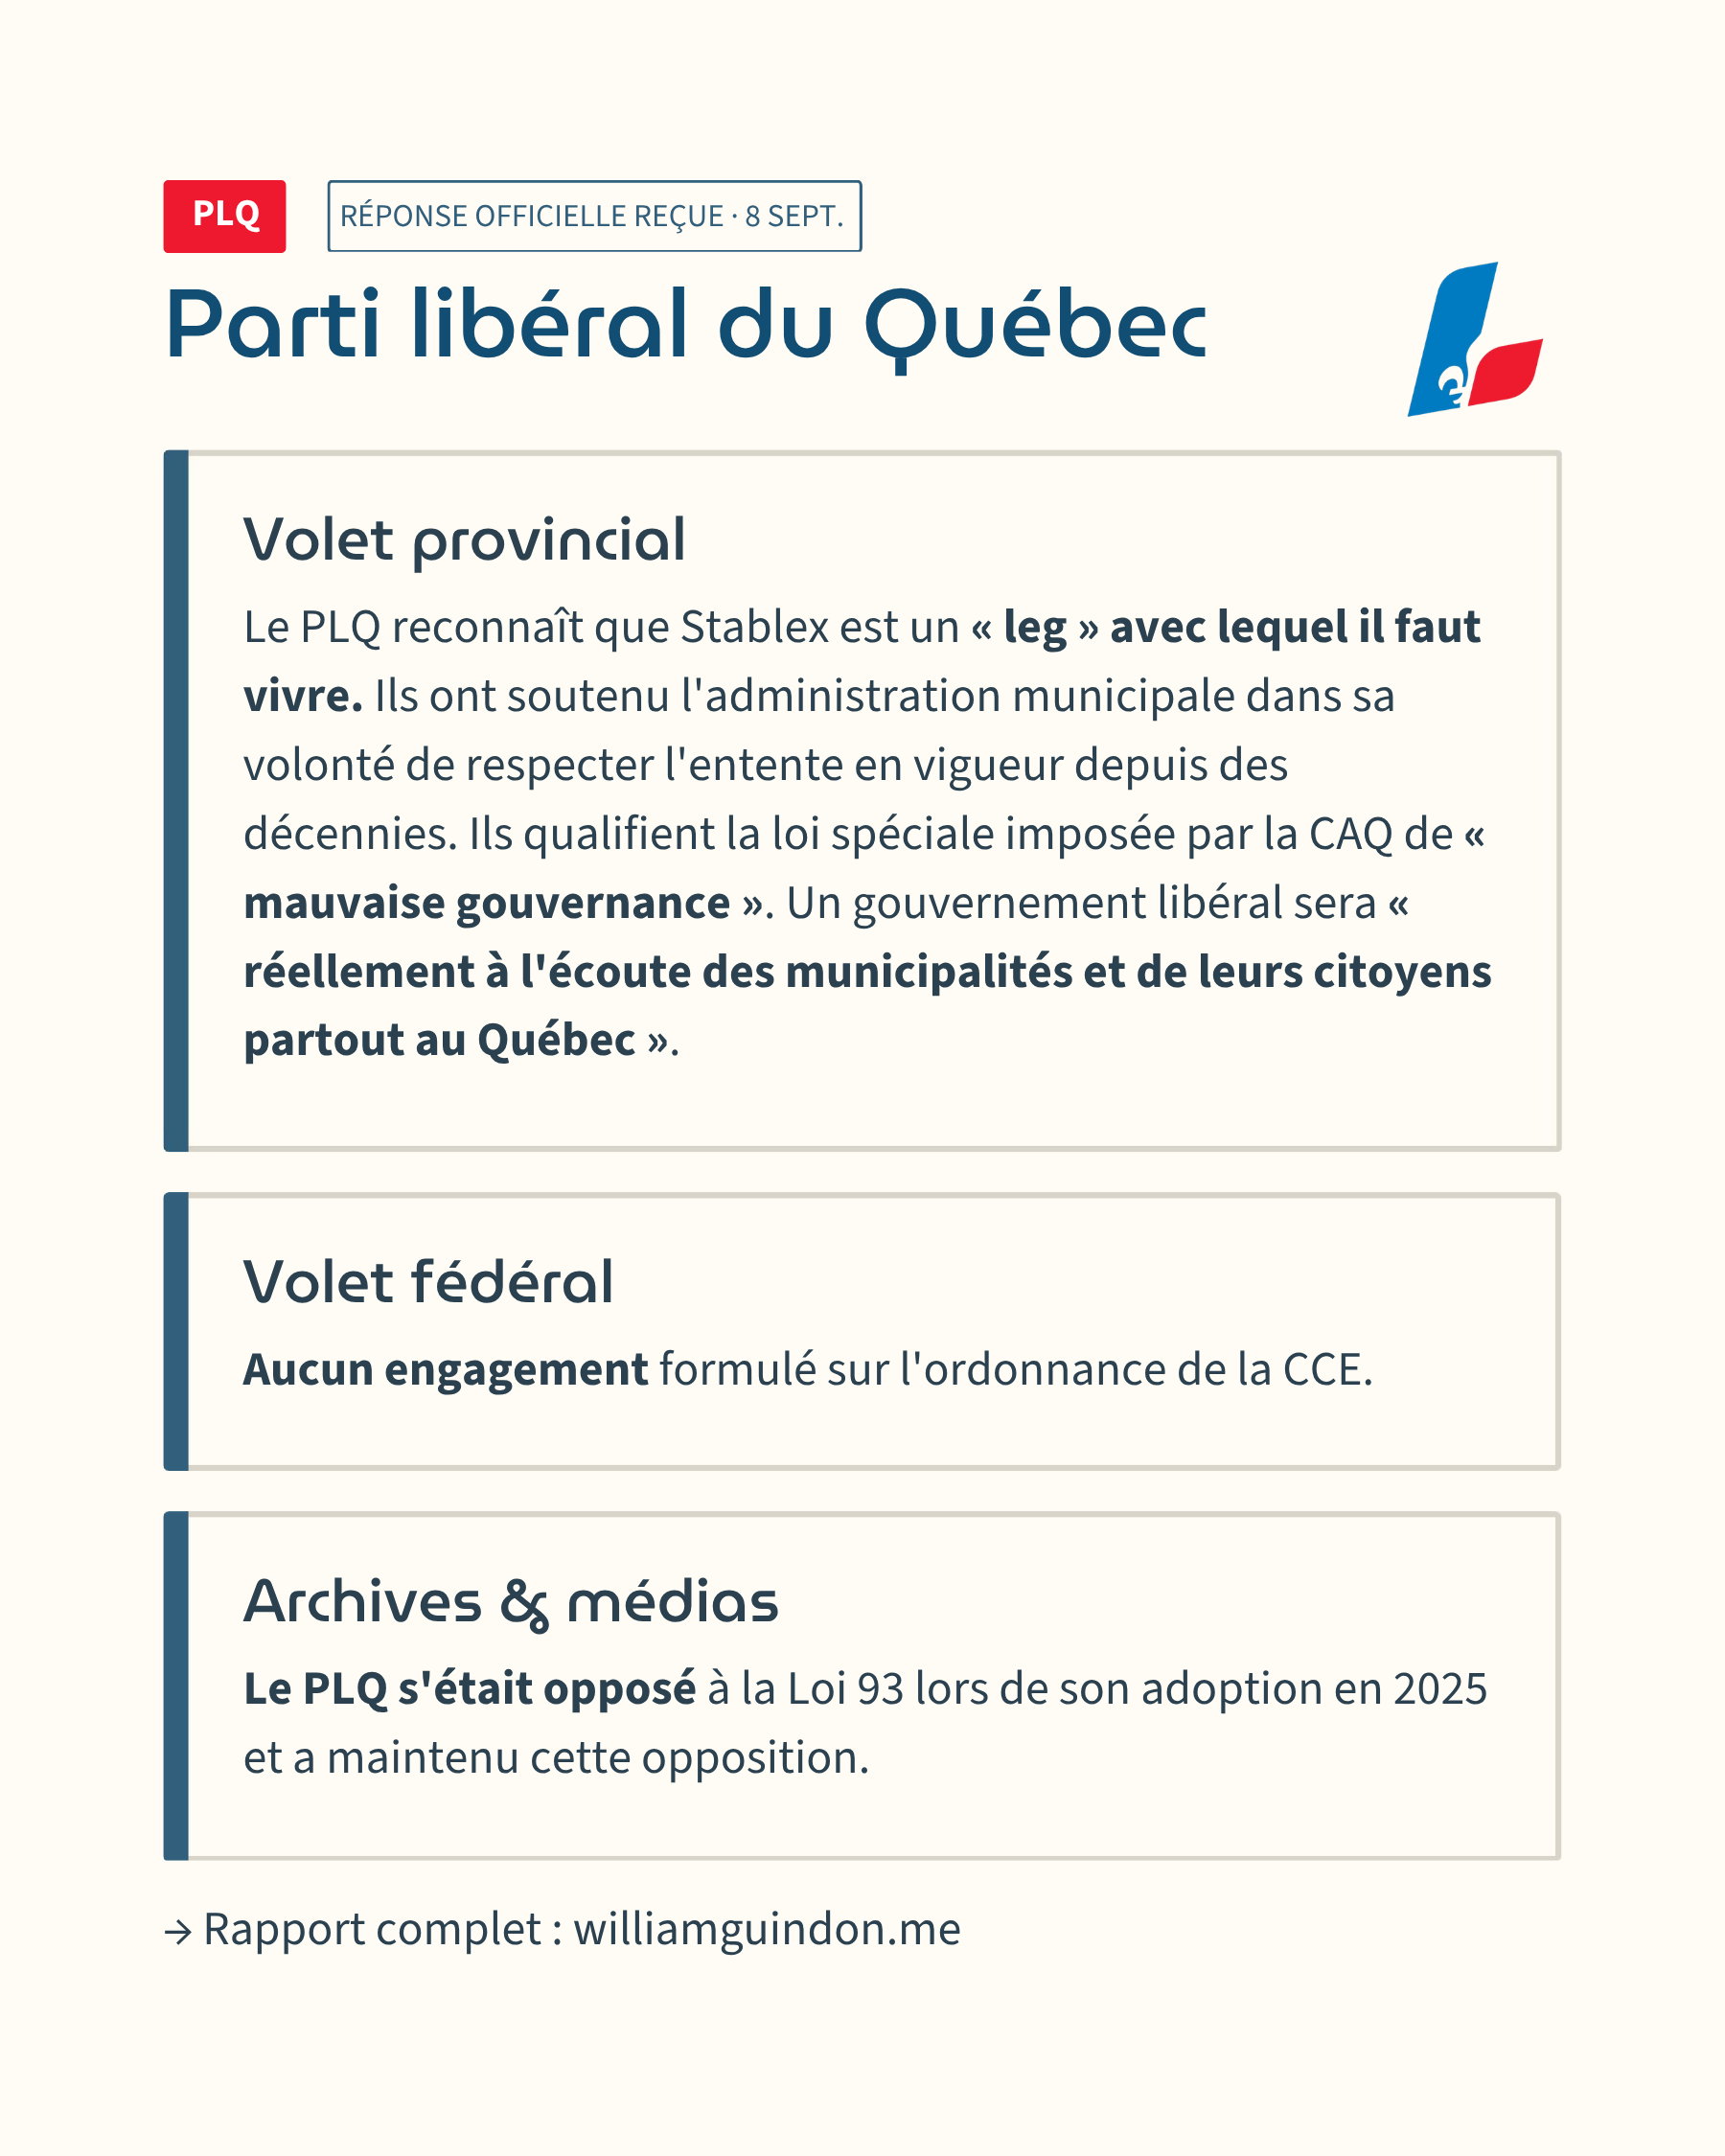 PLQ
RÉPONSE OFFICIELLE REÇUE · 8 SEPT.
Parti libéral du Québec
Volet provincial
Le PLQ reconnaît que Stablex est un « leg » avec lequel il faut
vivre. Ils ont soutenu l'administration municipale dans sa
volonté de respecter l'entente en vigueur depuis des
décennies. Ils qualifient la loi spéciale imposée par la CAQ de «
mauvaise gouvernance ». Un gouvernement libéral sera «
réellement à l'écoute des municipalités et de leurs citoyens
partout au Québec ».
Volet fédéral
Aucun engagement formulé sur l'ordonnance de la CCE.
Archives & médias
Le PLQ s'était opposé à la Loi 93 lors de son adoption en 2025
et a maintenu cette opposition.
→ Rapport complet : williamguindon.me